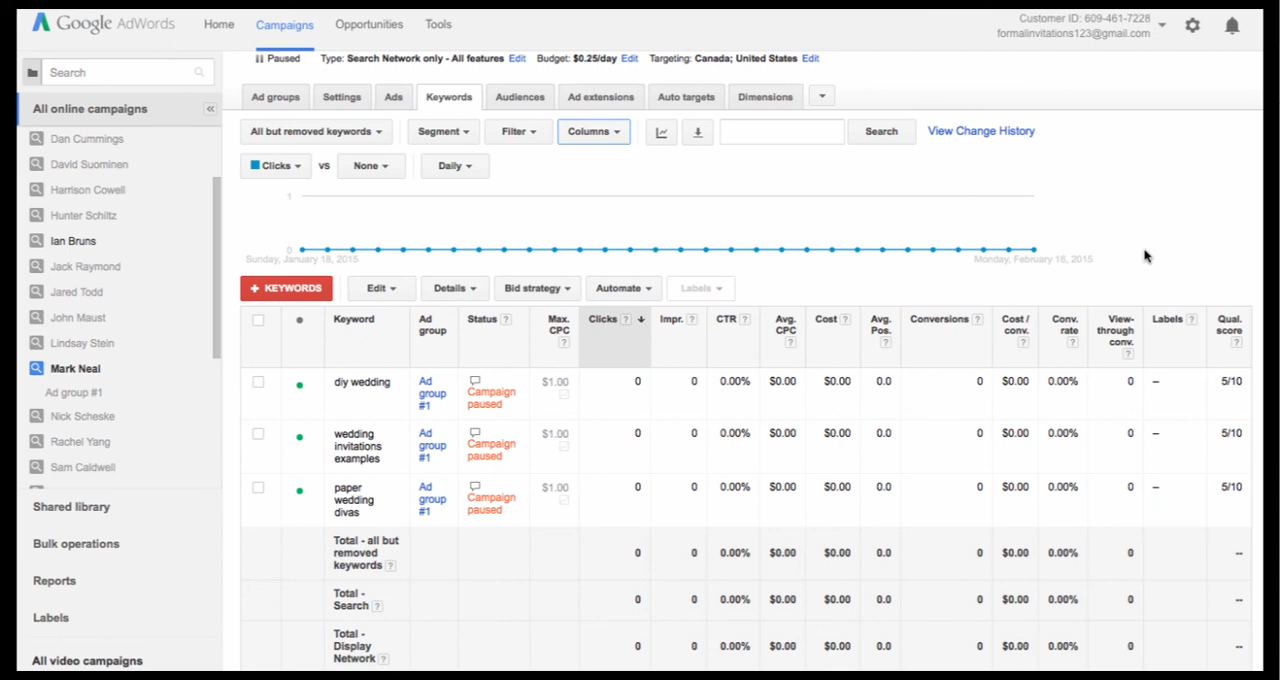 Google AdWords Home Campaigns Opportunities Tools
Customer ID: 609-461-7228
formalinvitations123@gmail.com
Search
All online campaigns «
Dan Cummings
David Suominen
Harrison Cowell
Hunter Schiltz
Ian Bruns
Jack Raymond
Jared Todd
John Maust
Lindsay Stein
Mark Neal
Ad group #1
Nick Scheske
Rachel Yang
Sam Caldwell
Shared library
Bulk operations
Reports
Labels
All video campaigns
Paused Type: Search Network only - All features Edit Budget: $0.25/day Edit Targeting: Canada; United States Edit
Ad groups Settings Ads Keywords Audiences Ad extensions Auto targets Dimensions
All but removed keywords Segment Filter Columns Search View Change History
Clicks vs None Daily
1
0
Sunday, January 18, 2015 Monday, February 16, 2015
+ KEYWORDS Edit Details Bid strategy Automate Labels
Keyword
Ad
group
Status ?
Max.
CPC
?
Clicks ?
Impr. ?
CTR ?
Avg.
CPC
?
Cost ?
Avg.
Pos.
?
Conversions ?
Cost /
conv.
?
Conv.
rate
?
View-
through
conv.
?
Labels ?
Qual.
score
?
diy wedding
Ad
group
#1
Campaign
paused
$1.00 0 0 0.00% $0.00 $0.00 0.0 0 $0.00 0.00% 0 – 5/10
wedding
invitations
examples
Ad
group
#1
Campaign
paused
$1.00 0 0 0.00% $0.00 $0.00 0.0 0 $0.00 0.00% 0 – 5/10
paper
wedding
divas
Ad
group
#1
Campaign
paused
$1.00 0 0 0.00% $0.00 $0.00 0.0 0 $0.00 0.00% 0 – 5/10
Total - all but
removed
keywords ?
0 0 0.00% $0.00 $0.00 0.0 0 $0.00 0.00% 0 --
Total -
Search ?
0 0 0.00% $0.00 $0.00 0.0 0 $0.00 0.00% 0 --
Total -
Display
Network ?
0 0 0.00% $0.00 $0.00 0.0 0 $0.00 0.00% 0 --